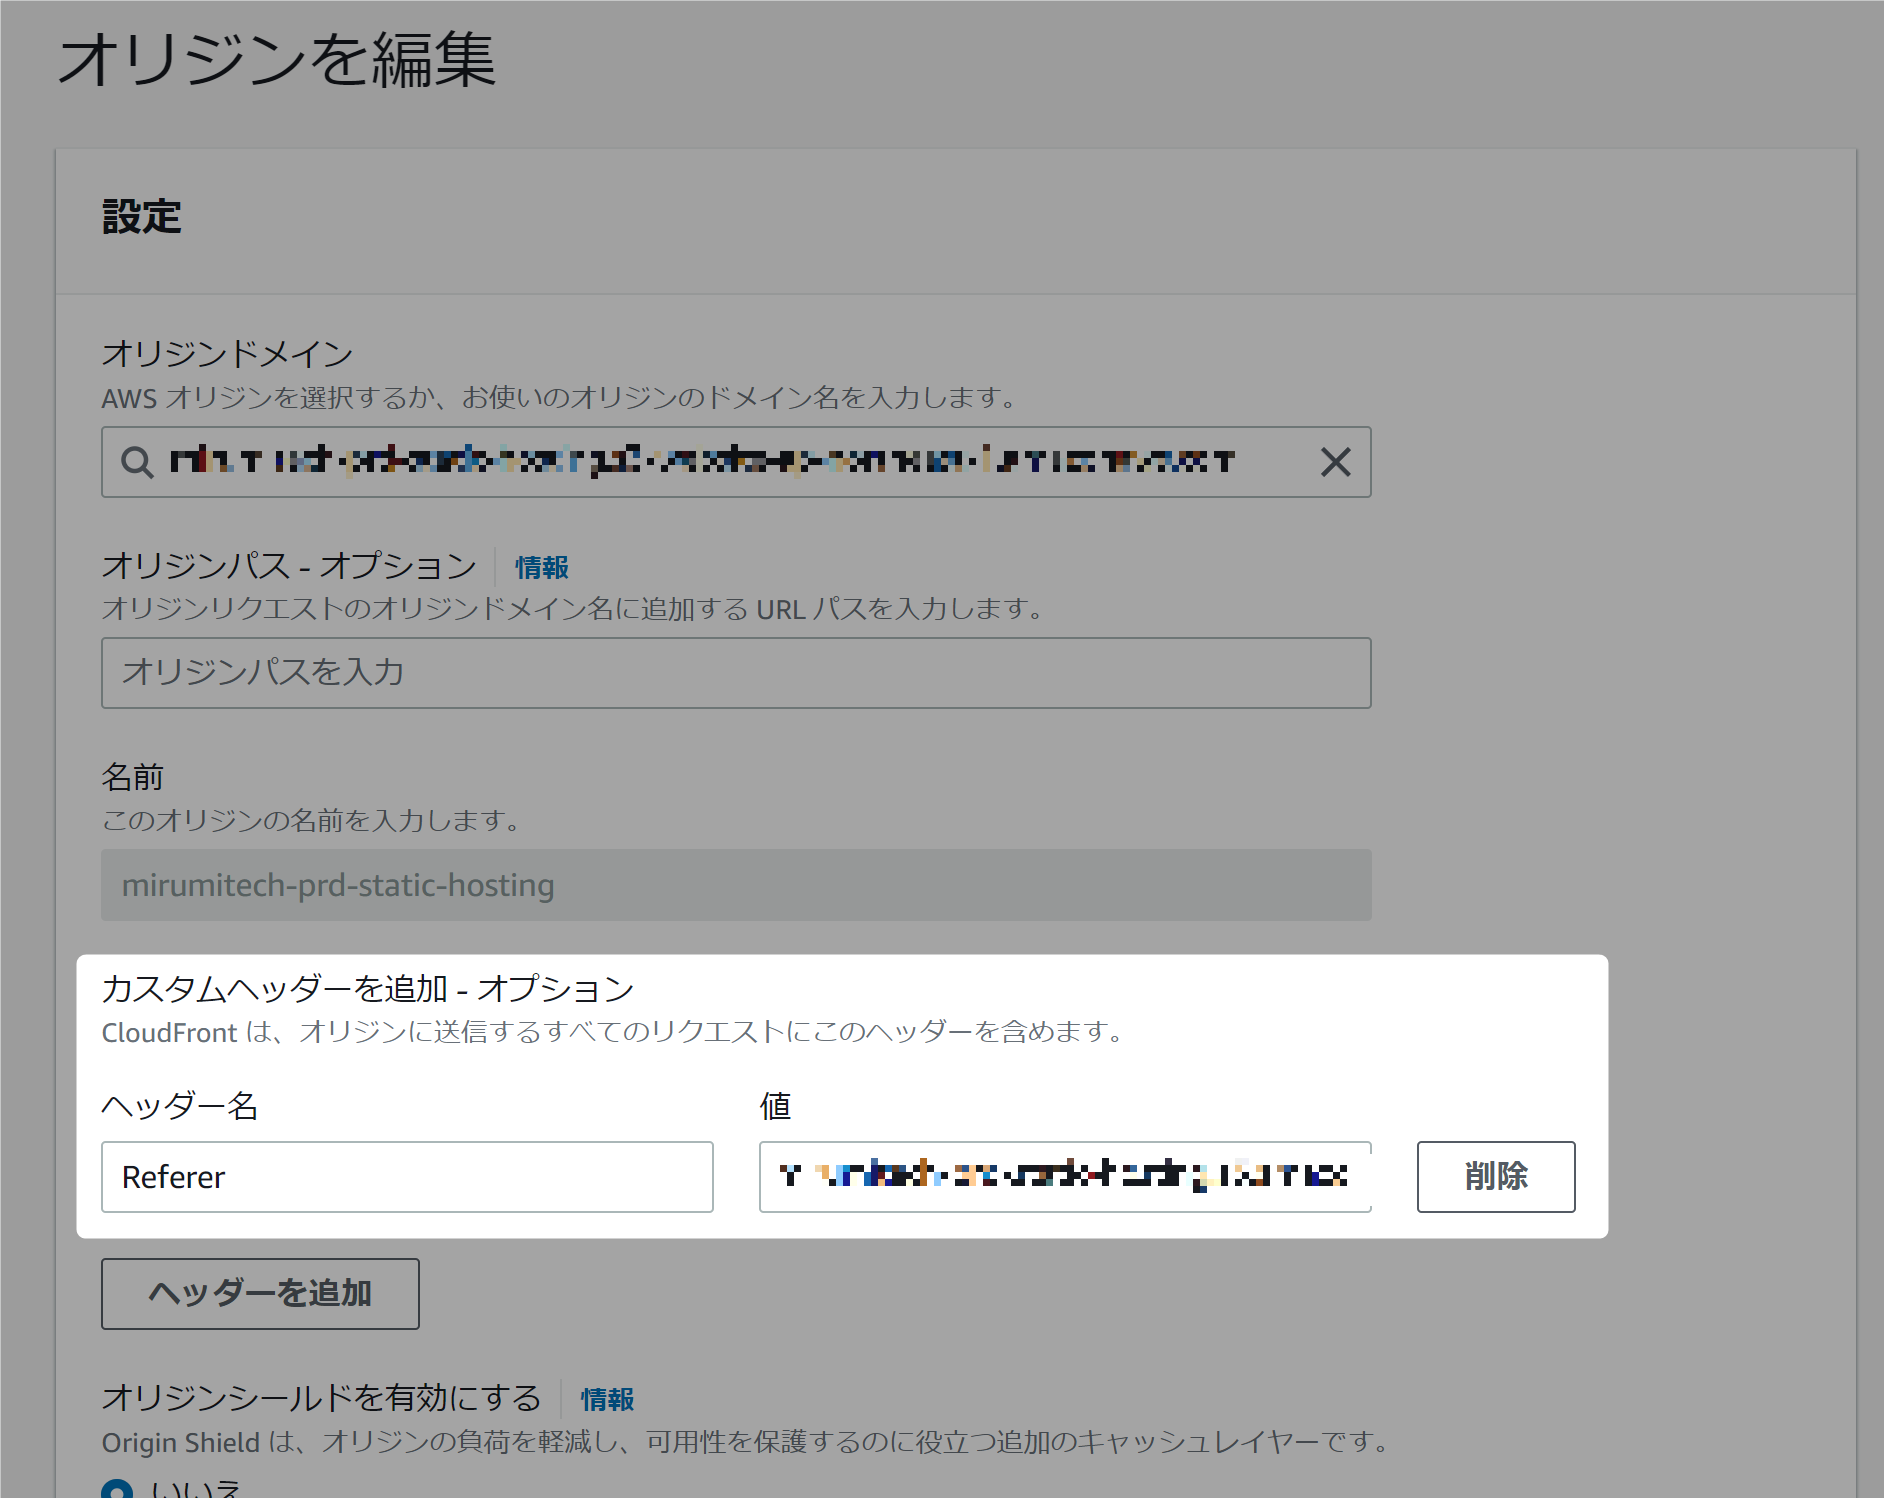 オリジンを編集
設定
オリジンドメイン
AWS オリジンを選択するか、お使いのオリジンのドメイン名を入力します。
オリジンパス - オプション 情報
オリジンリクエストのオリジンドメイン名に追加する URL パスを入力します。
オリジンパスを入力
名前
このオリジンの名前を入力します。
mirumitech-prd-static-hosting
カスタムヘッダーを追加 - オプション
CloudFront は、オリジンに送信するすべてのリクエストにこのヘッダーを含めます。
ヘッダー名 値
Referer 削除
ヘッダーを追加
オリジンシールドを有効にする 情報
Origin Shield は、オリジンの負荷を軽減し、可用性を保護するのに役立つ追加のキャッシュレイヤーです。
いいえ